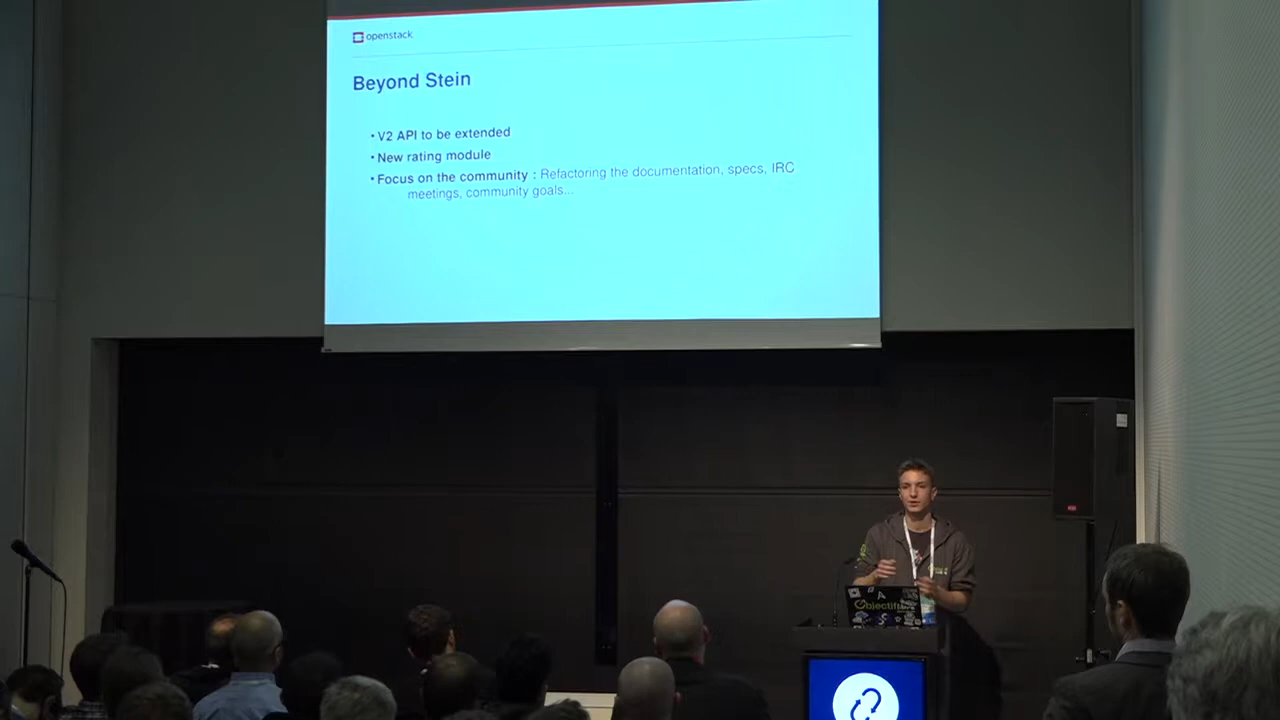 openstack
Beyond Stein
• V2 API to be extended
• New rating module
• Focus on the community : Refactoring the documentation, specs, IRC
meetings, community goals...
Objectif